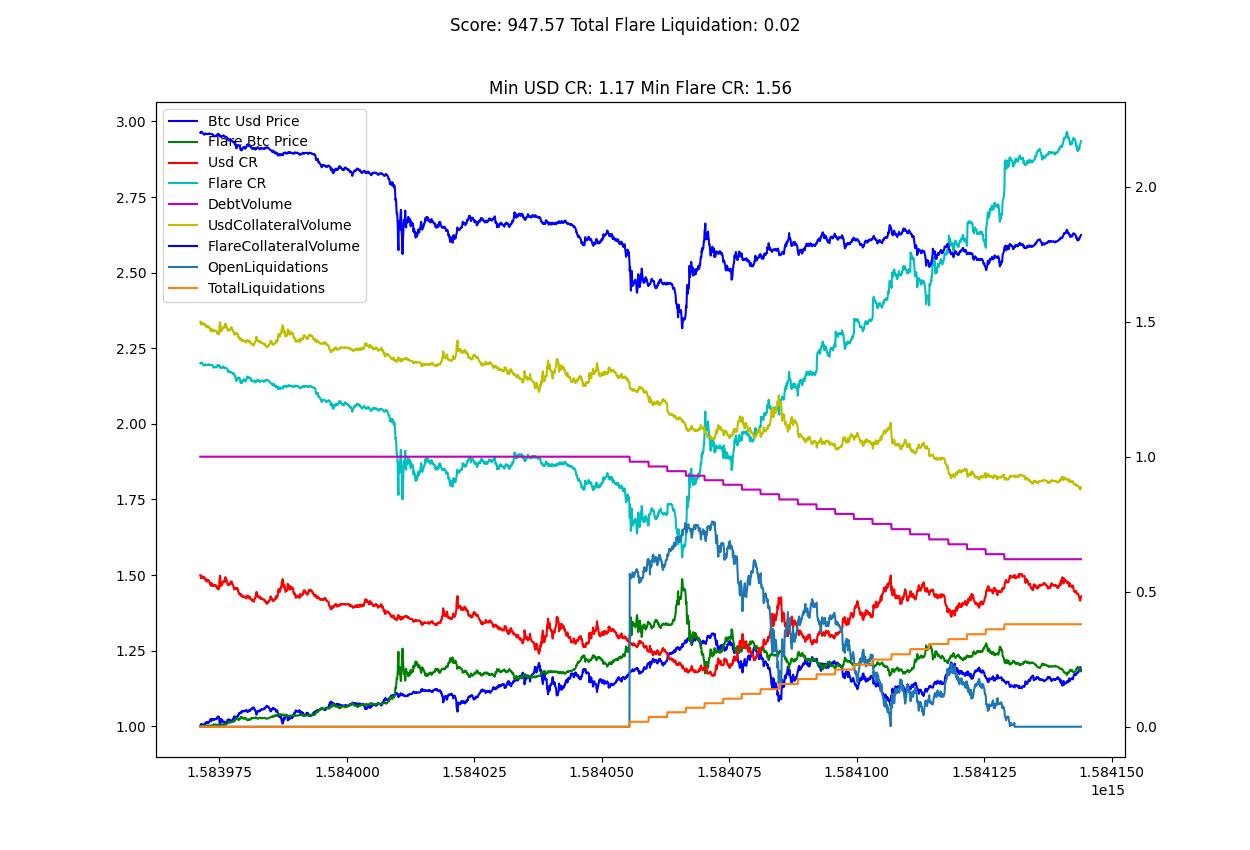 Score: 947.57 Total Flare Liquidation: 0.02
Min USD CR: 1.17 Min Flare CR: 1.56
Btc Usd Price
Flare Btc Price
Usd CR
Flare CR
DebtVolume
UsdCollateralVolume
FlareCollateralVolume
OpenLiquidations
TotalLiquidations
3.00
2.75
2.50
2.25
2.00
1.75
1.50
1.25
1.00
2.0
1.5
1.0
0.5
0.0
1.583975
1.584000
1.584025
1.584050
1.584075
1.584100
1.584125
1.584150
1e15